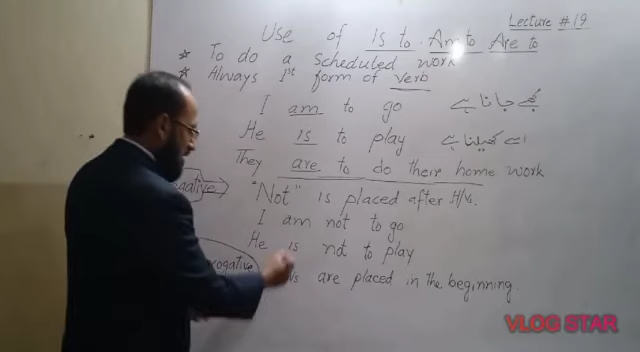 Lecture # 19
Use of Is to Am to Are to
* To do a scheduled work
* Always 1st form of verb
I am to go مجھے جانا ہے
He is to play اسے کھیلنا ہے
They are to do there home work
"Not" is placed after H/Vs.
I am not to go
He is not to play
are placed in the beginning.
VLOG STAR